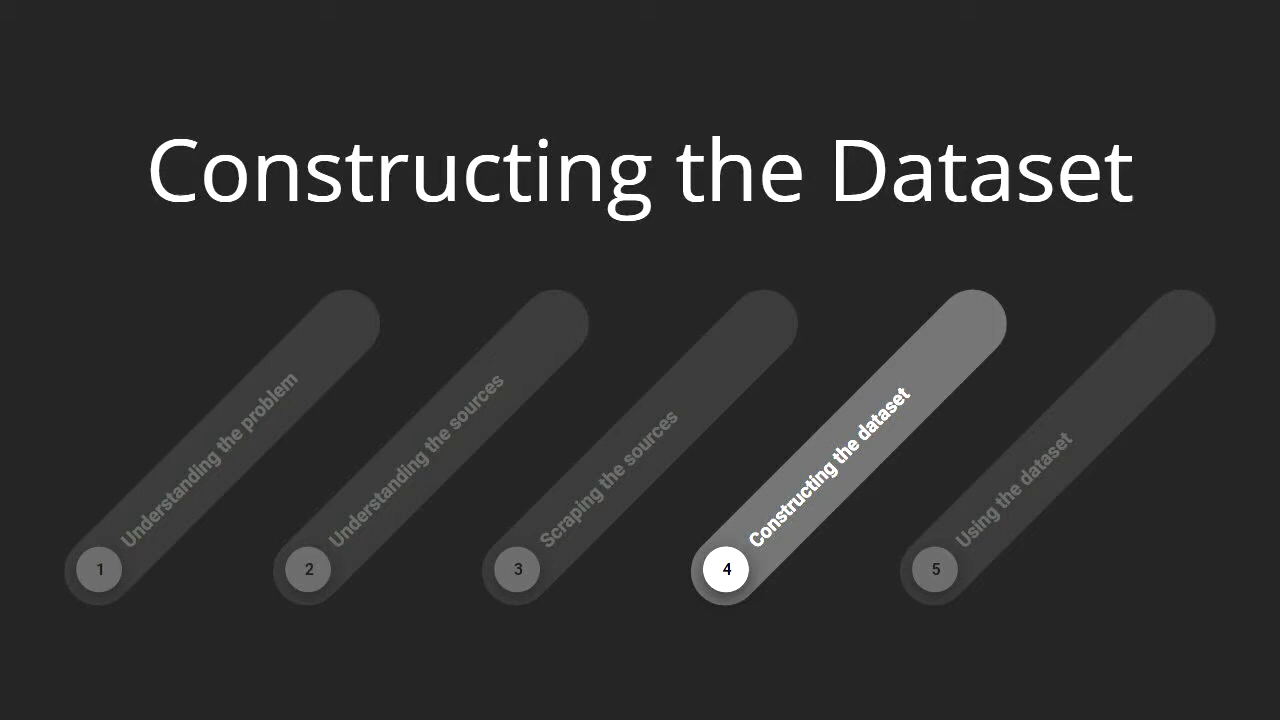 Constructing the Dataset
1 Understanding the problem
2 Understanding the sources
3 Scraping the sources
4 Constructing the dataset
5 Using the dataset